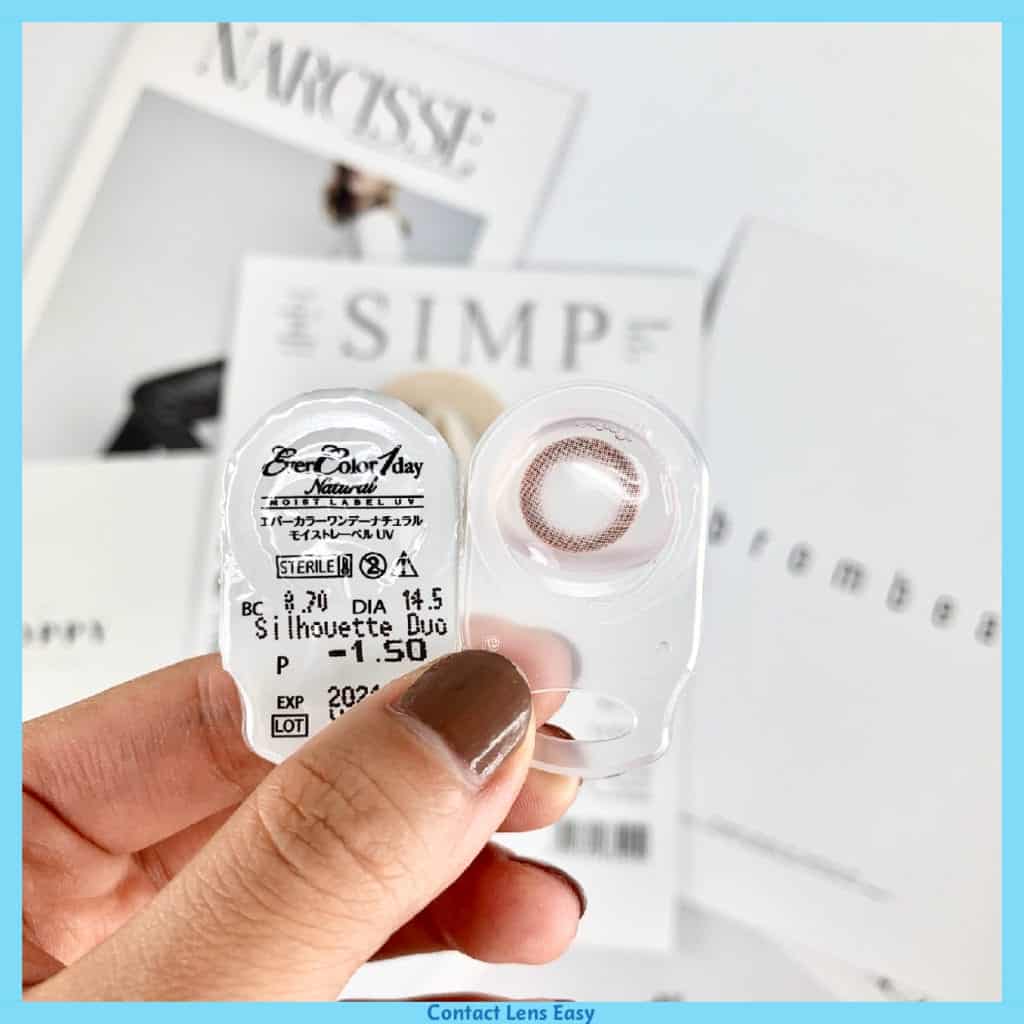 NARCISSE
SIMP
EverColor1day
Natural
MOIST LABEL UV
エバーカラーワンデーナチュラル
モイストレーベル UV
STERILE
BC 8.70 DIA 14.5
Silhouette Duo
P -1.50
EXP
LOT
Contact Lens Easy